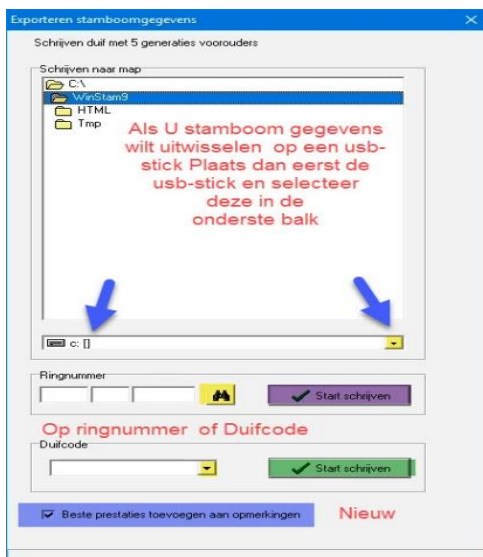 Exporteren stamboomgegevens
Schrijven duif met 5 generaties voorouders
Schrijven naar map
C:\
WinStam9
HTML
Tmp
Als U stamboom gegevens
wilt uitwisselen op een usb-
stick Plaats dan eerst de
usb-stick en selecteer
deze in de
onderste balk
c: []
Ringnummer
Start schrijven
Op ringnummer of Duifcode
Duifcode
Start schrijven
Beste prestaties toevoegen aan opmerkingen
Nieuw